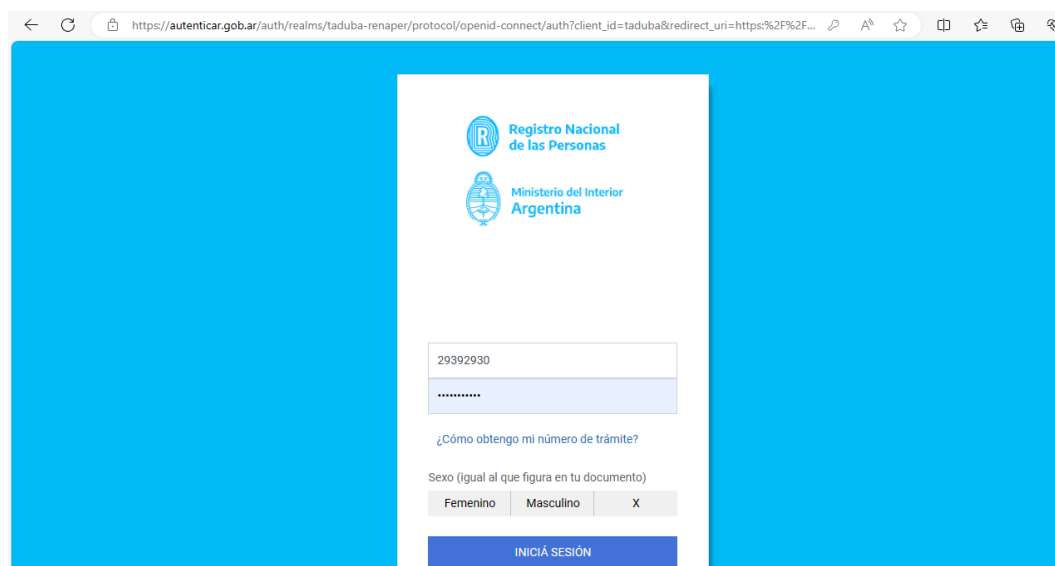 https://autenticar.gob.ar/auth/realms/taduba-renaper/protocol/openid-connect/auth?client_id=taduba&redirect_uri=https:%2F%2F...
R
Registro Nacional
de las Personas
Ministerio del Interior
Argentina
29392930
•••••••••••
¿Cómo obtengo mi número de trámite?
Sexo (igual al que figura en tu documento)
Femenino Masculino X
INICIÁ SESIÓN